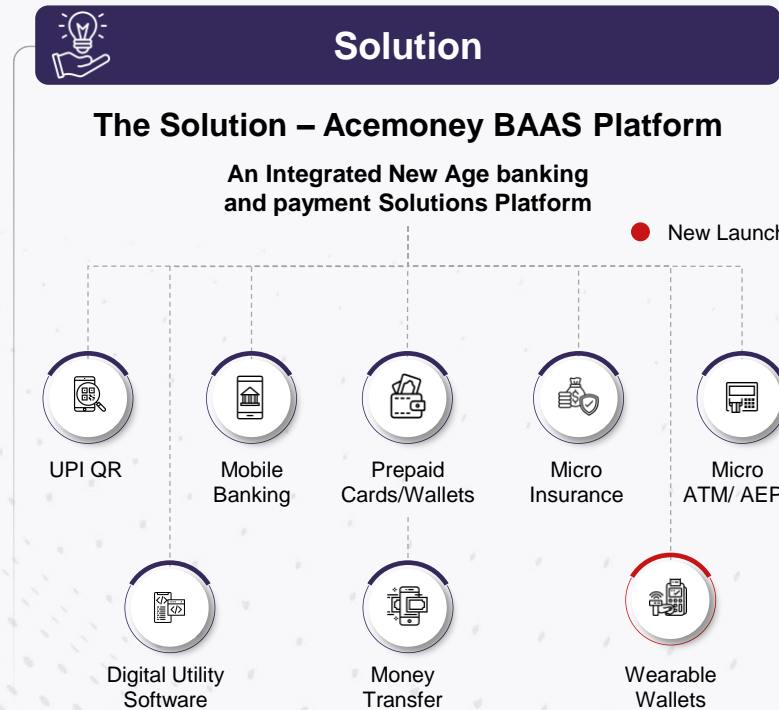 Solution
The Solution – Acemoney BAAS Platform
An Integrated New Age banking
and payment Solutions Platform
New Launch
UPI QR
Mobile
Banking
Prepaid
Cards/Wallets
Micro
Insurance
Micro
ATM/ AEP
Digital Utility
Software
Money
Transfer
Wearable
Wallets